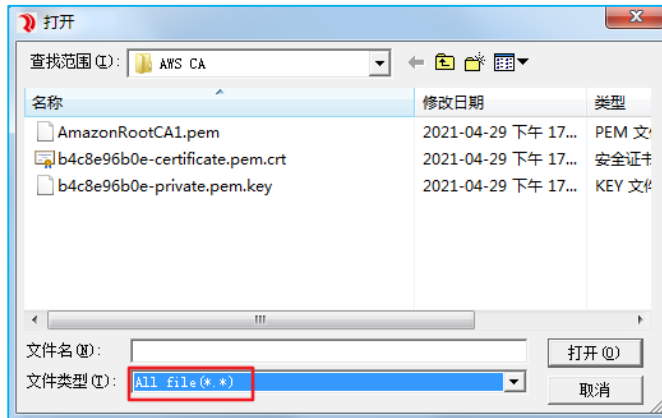 打开
查找范围(I): AWS CA
名称 修改日期 类型
AmazonRootCA1.pem 2021-04-29 下午 17... PEM 文
b4c8e96b0e-certificate.pem.crt 2021-04-29 下午 17... 安全证书
b4c8e96b0e-private.pem.key 2021-04-29 下午 17... KEY 文件
文件名(N): 打开(O)
文件类型(T): All file(*.*) 取消